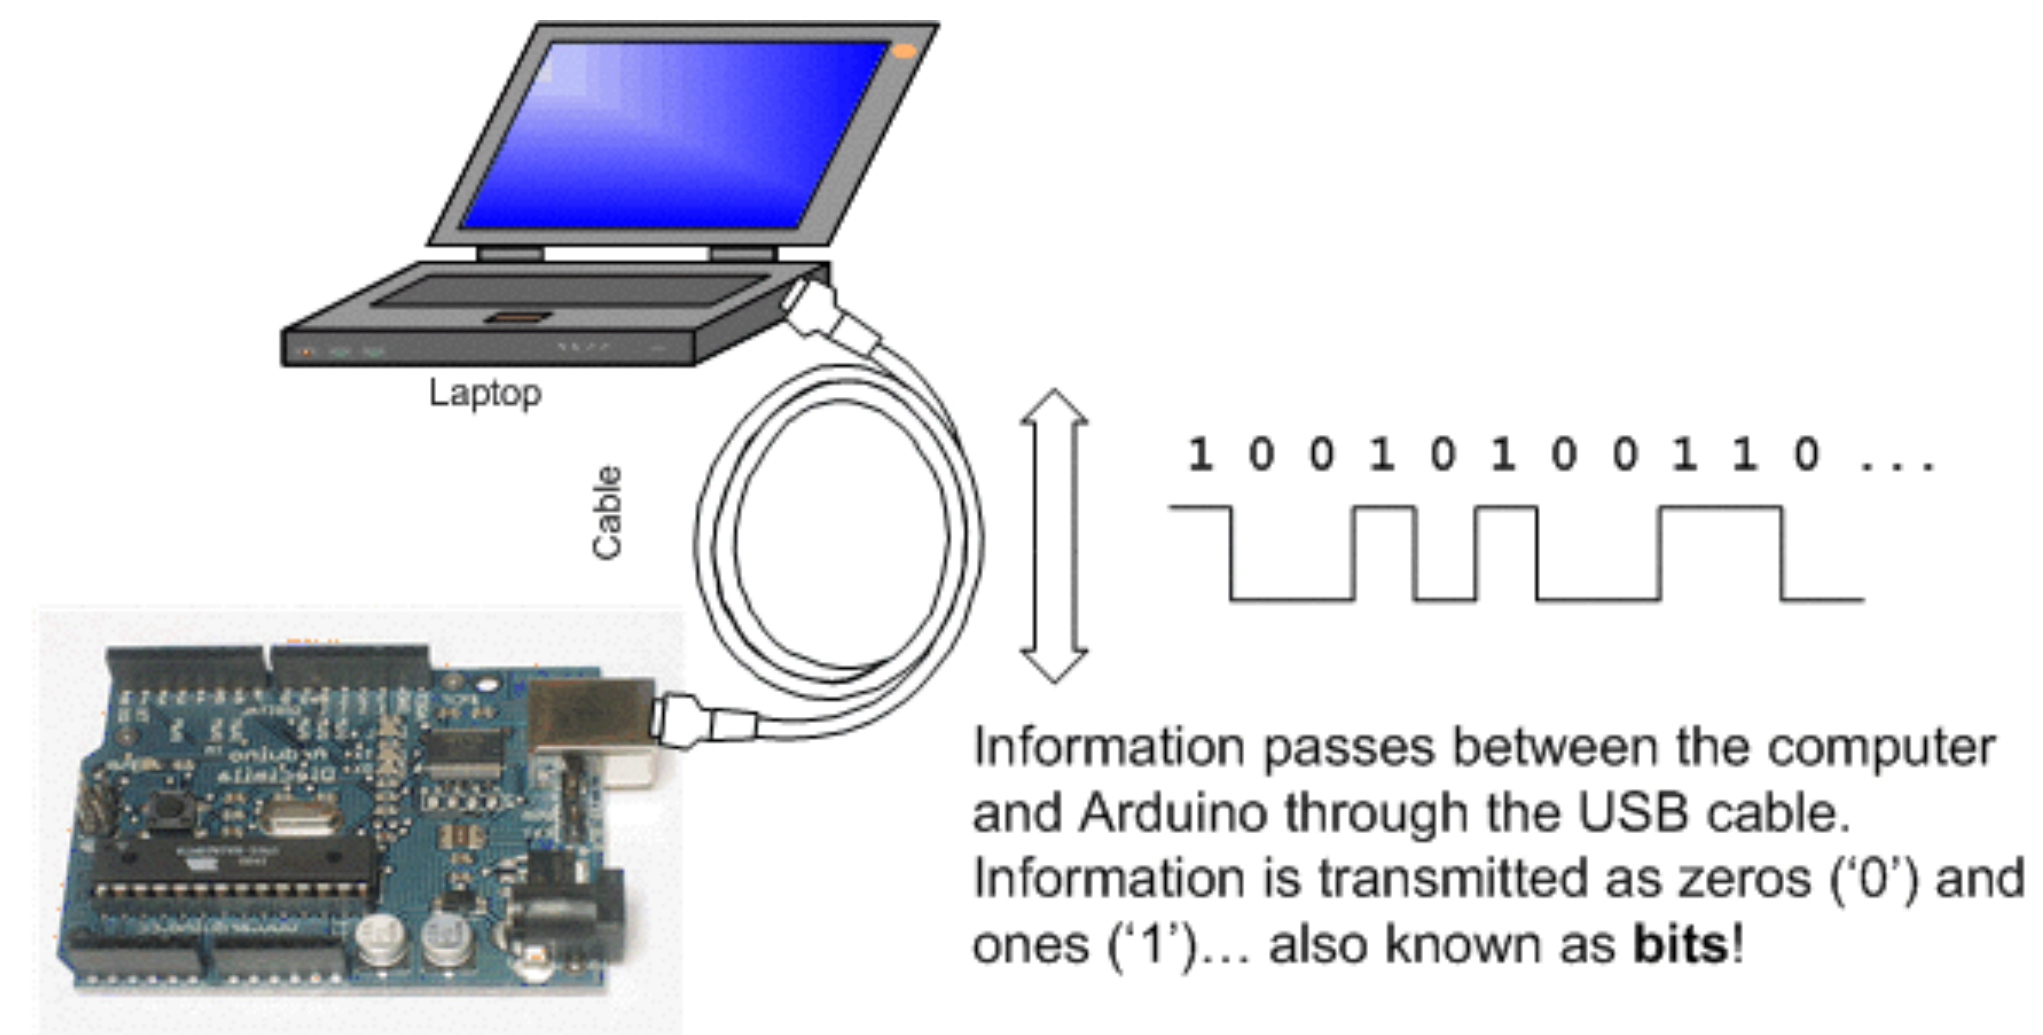 Laptop
Cable
1 0 0 1 0 1 0 0 1 1 0 ...
Information passes between the computer
and Arduino through the USB cable.
Information is transmitted as zeros (‘0’) and
ones (‘1’)... also known as bits!